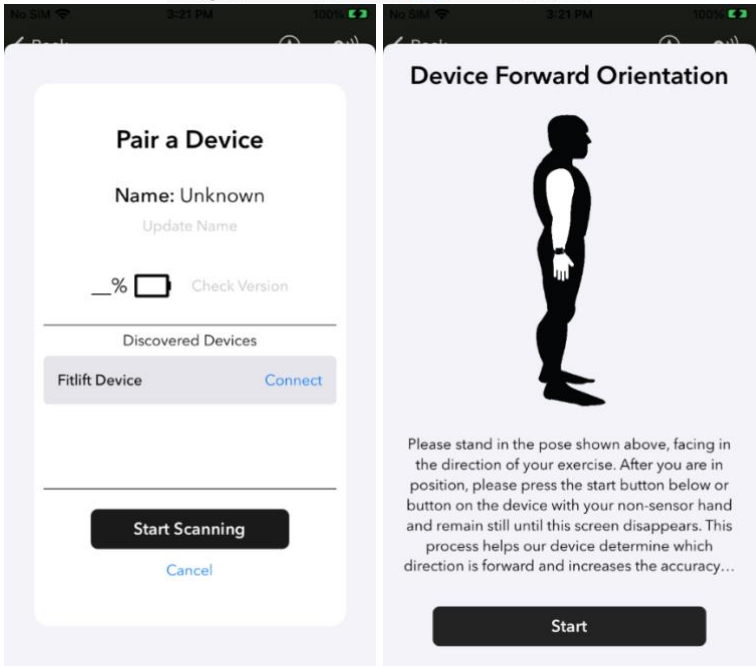 No SIM 3:21 PM 100%
Back
Pair a Device
Name: Unknown
Update Name
__% Check Version
Discovered Devices
Fitlift Device Connect
Start Scanning
Cancel
No SIM 3:21 PM 100%
Back
Device Forward Orientation
Please stand in the pose shown above, facing in
the direction of your exercise. After you are in
position, please press the start button below or
button on the device with your non-sensor hand
and remain still until this screen disappears. This
process helps our device determine which
direction is forward and increases the accuracy…
Start